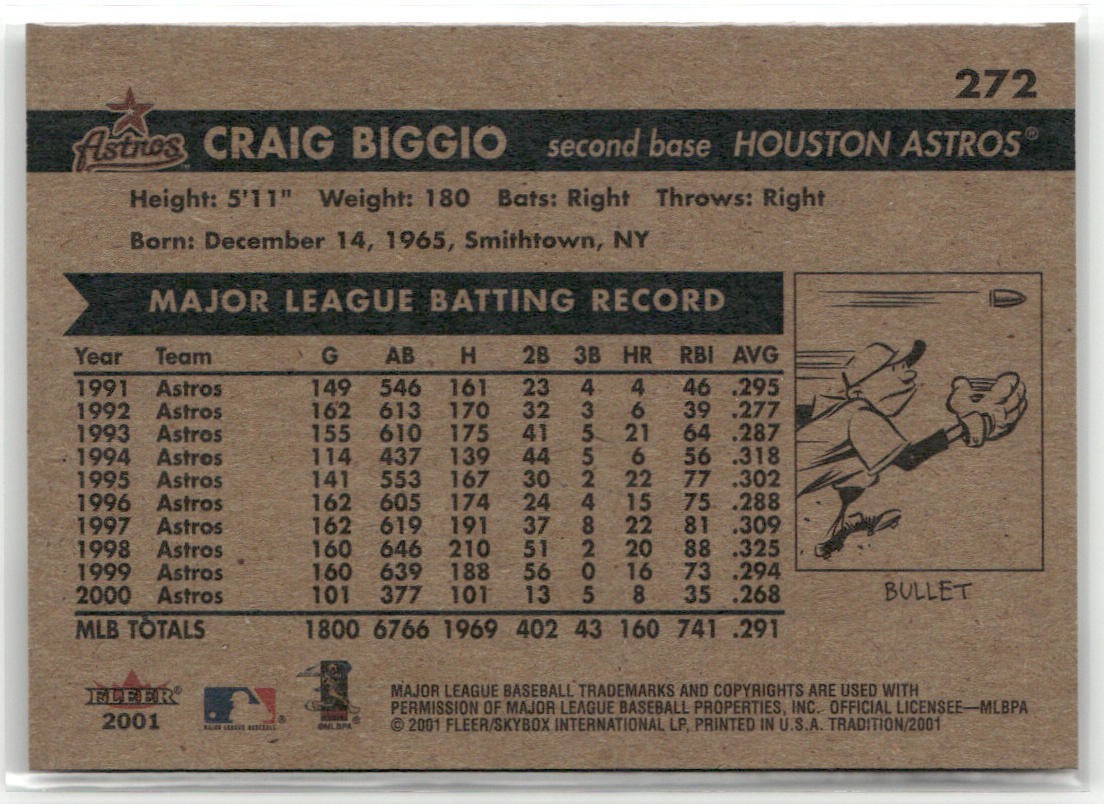 272
Astros CRAIG BIGGIO second base HOUSTON ASTROS®
Height: 5'11" Weight: 180 Bats: Right Throws: Right
Born: December 14, 1965, Smithtown, NY
MAJOR LEAGUE BATTING RECORD
Year Team G AB H 2B 3B HR RBI AVG
1991 Astros 149 546 161 23 4 4 46 .295
1992 Astros 162 613 170 32 3 6 39 .277
1993 Astros 155 610 175 41 5 21 64 .287
1994 Astros 114 437 139 44 5 6 56 .318
1995 Astros 141 553 167 30 2 22 77 .302
1996 Astros 162 605 174 24 4 15 75 .288
1997 Astros 162 619 191 37 8 22 81 .309
1998 Astros 160 646 210 51 2 20 88 .325
1999 Astros 160 639 188 56 0 16 73 .294
2000 Astros 101 377 101 13 5 8 35 .268
MLB TOTALS 1800 6766 1969 402 43 160 741 .291
BULLET
FLEER®
2001
MAJOR LEAGUE BASEBALL®
©MLBPA
MAJOR LEAGUE BASEBALL TRADEMARKS AND COPYRIGHTS ARE USED WITH
PERMISSION OF MAJOR LEAGUE BASEBALL PROPERTIES, INC. OFFICIAL LICENSEE—MLBPA
© 2001 FLEER/SKYBOX INTERNATIONAL LP, PRINTED IN U.S.A. TRADITION/2001